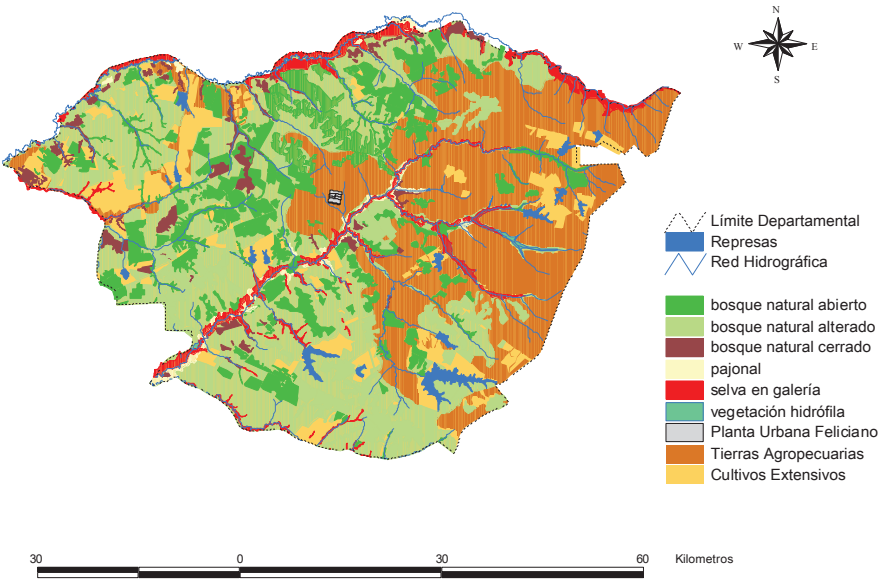 N
W E
S
Límite Departamental
Represas
Red Hidrográfica
bosque natural abierto
bosque natural alterado
bosque natural cerrado
pajonal
selva en galería
vegetación hidrófila
Planta Urbana Feliciano
Tierras Agropecuarias
Cultivos Extensivos
30 0 30 60 Kilometros